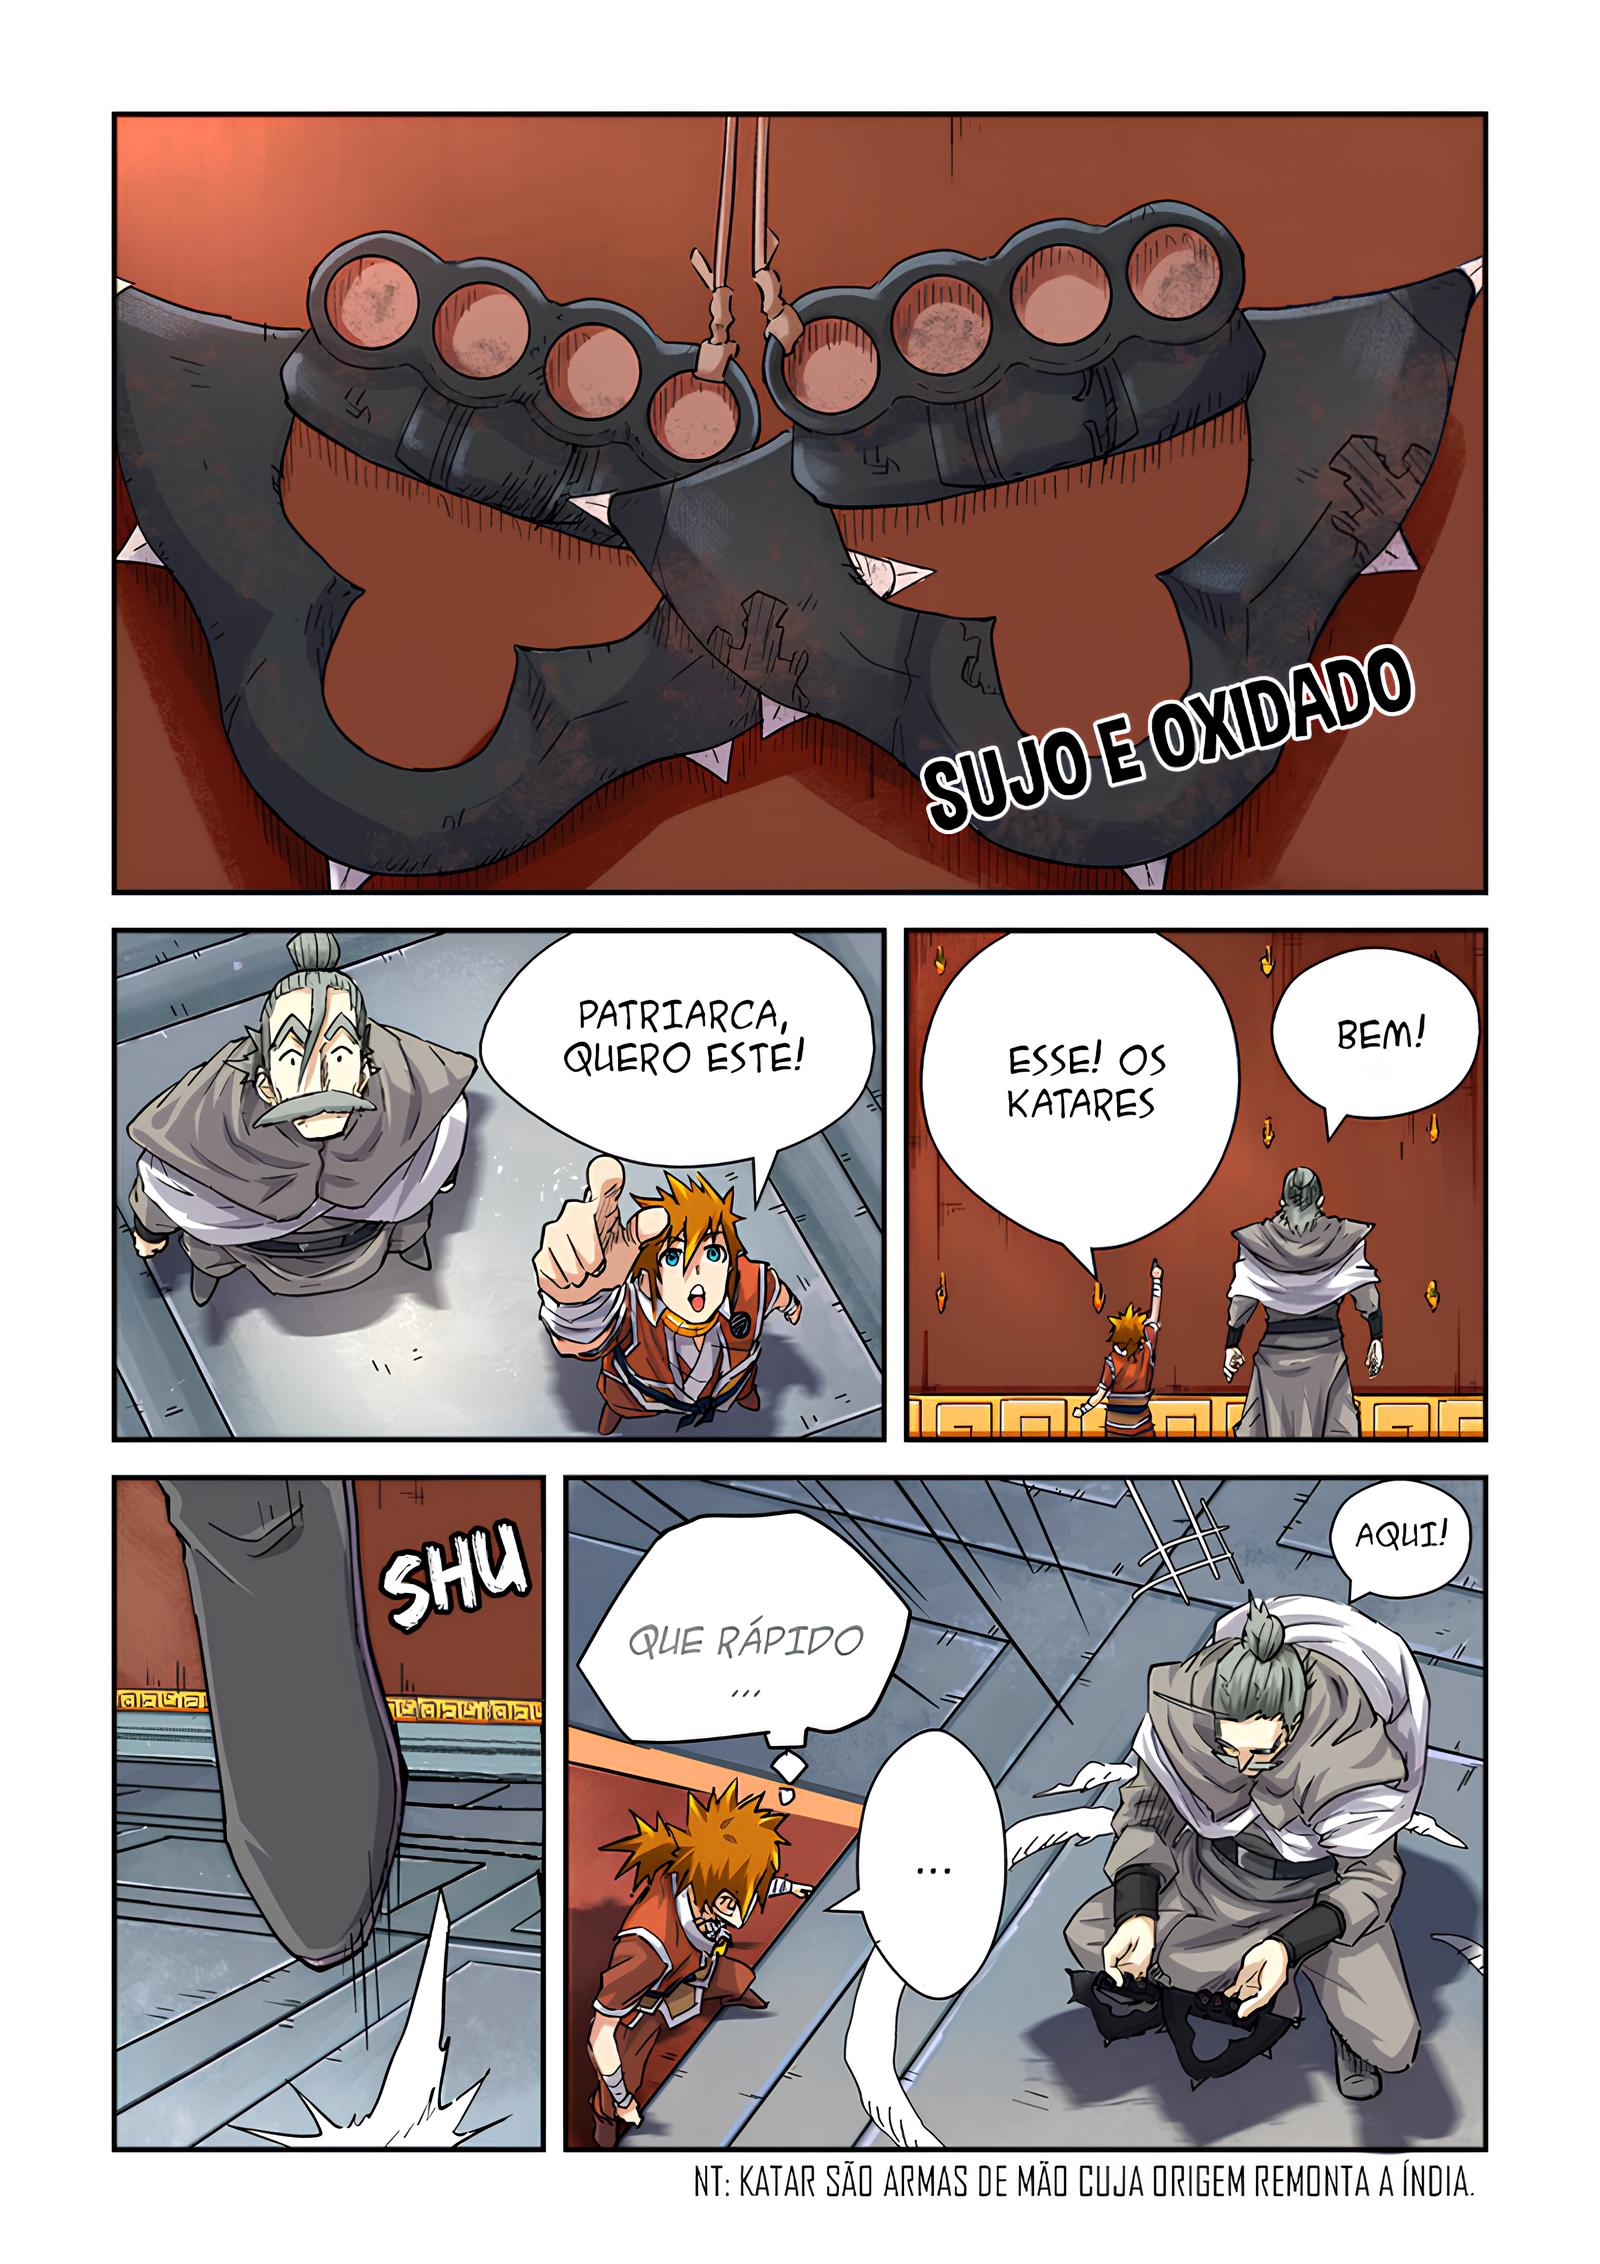 SUJO E OXIDADO
PATRIARCA,
QUERO ESTE!
ESSE! OS
KATARES
BEM!
SHU
QUE RÁPIDO
...
...
AQUI!
NT: KATAR SÃO ARMAS DE MÃO CUJA ORIGEM REMONTA A ÍNDIA.